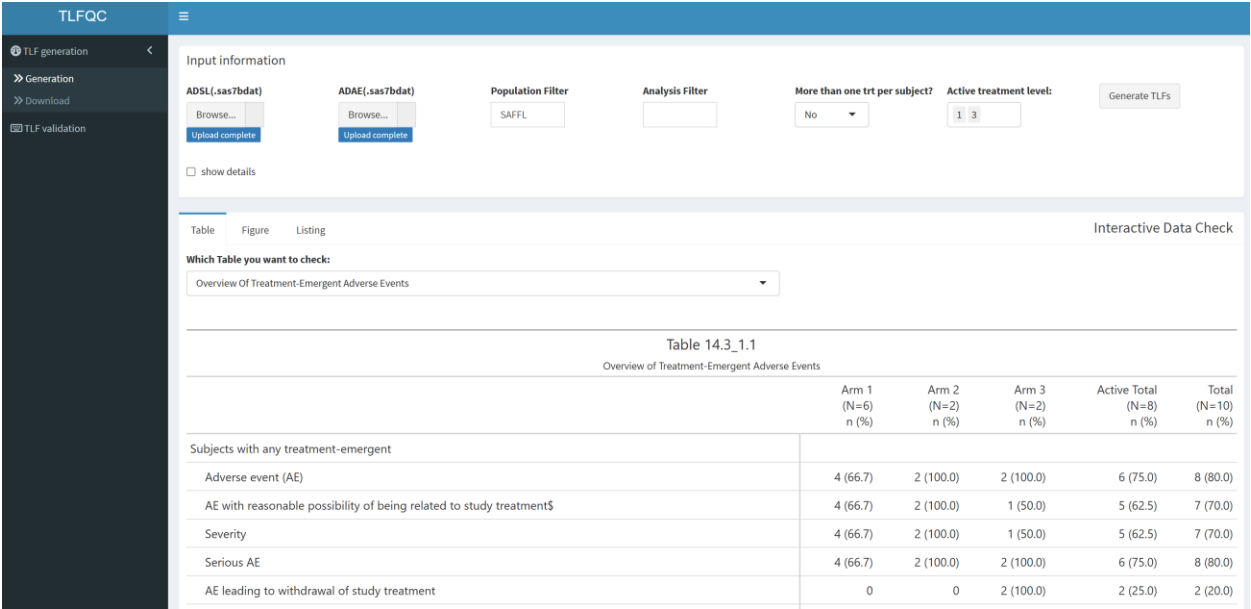 TLFQC
TLF generation
Generation
Download
TLF validation
Input information
ADSL(.sas7bdat) ADAE(.sas7bdat) Population Filter Analysis Filter More than one trt per subject? Active treatment level:
Browse... Browse... SAFFL No 1 3 Generate TLFs
Upload complete Upload complete
show details
Table Figure Listing Interactive Data Check
Which Table you want to check:
Overview Of Treatment-Emergent Adverse Events
Table 14.3_1.1
Overview of Treatment-Emergent Adverse Events
Arm 1 Arm 2 Arm 3 Active Total Total
(N=6) (N=2) (N=2) (N=8) (N=10)
n (%) n (%) n (%) n (%) n (%)
Subjects with any treatment-emergent
Adverse event (AE) 4 (66.7) 2 (100.0) 2 (100.0) 6 (75.0) 8 (80.0)
AE with reasonable possibility of being related to study treatment$ 4 (66.7) 2 (100.0) 1 (50.0) 5 (62.5) 7 (70.0)
Severity 4 (66.7) 2 (100.0) 1 (50.0) 5 (62.5) 7 (70.0)
Serious AE 4 (66.7) 2 (100.0) 2 (100.0) 6 (75.0) 8 (80.0)
AE leading to withdrawal of study treatment 0 0 2 (100.0) 2 (25.0) 2 (20.0)